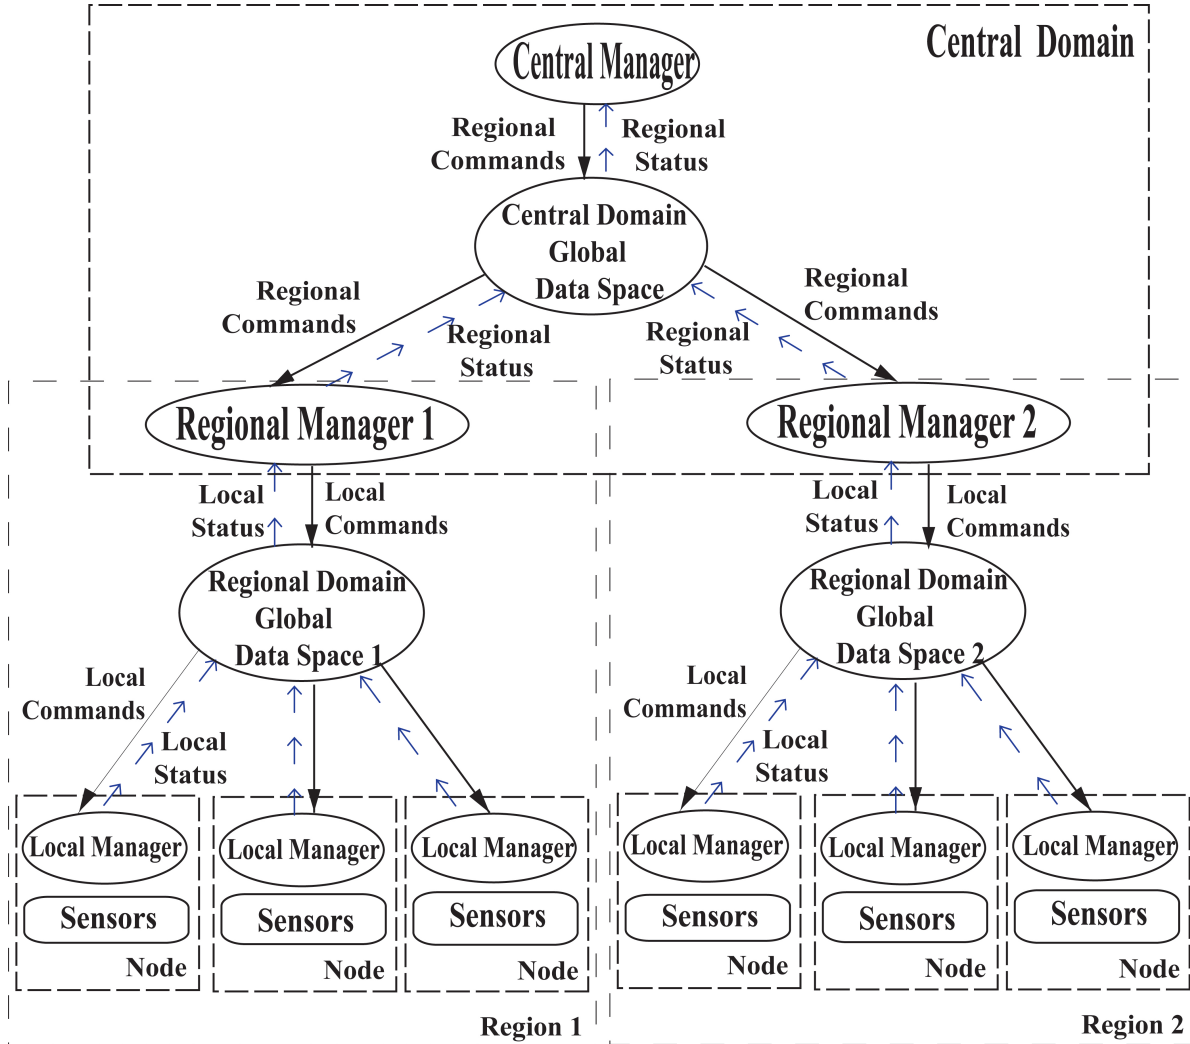 Central Domain
Central Manager
Regional
Commands
Regional
Status
Central Domain
Global
Data Space
Regional
Commands
Regional
Status
Regional
Status
Regional
Commands
Regional Manager 1
Regional Manager 2
Local
Status
Local
Commands
Local
Status
Local
Commands
Regional Domain
Global
Data Space 1
Regional Domain
Global
Data Space 2
Local
Commands
Local
Status
Local
Commands
Local
Status
Local Manager
Local Manager
Local Manager
Local Manager
Local Manager
Local Manager
Sensors
Sensors
Sensors
Sensors
Sensors
Sensors
Node
Node
Node
Node
Node
Node
Region 1
Region 2